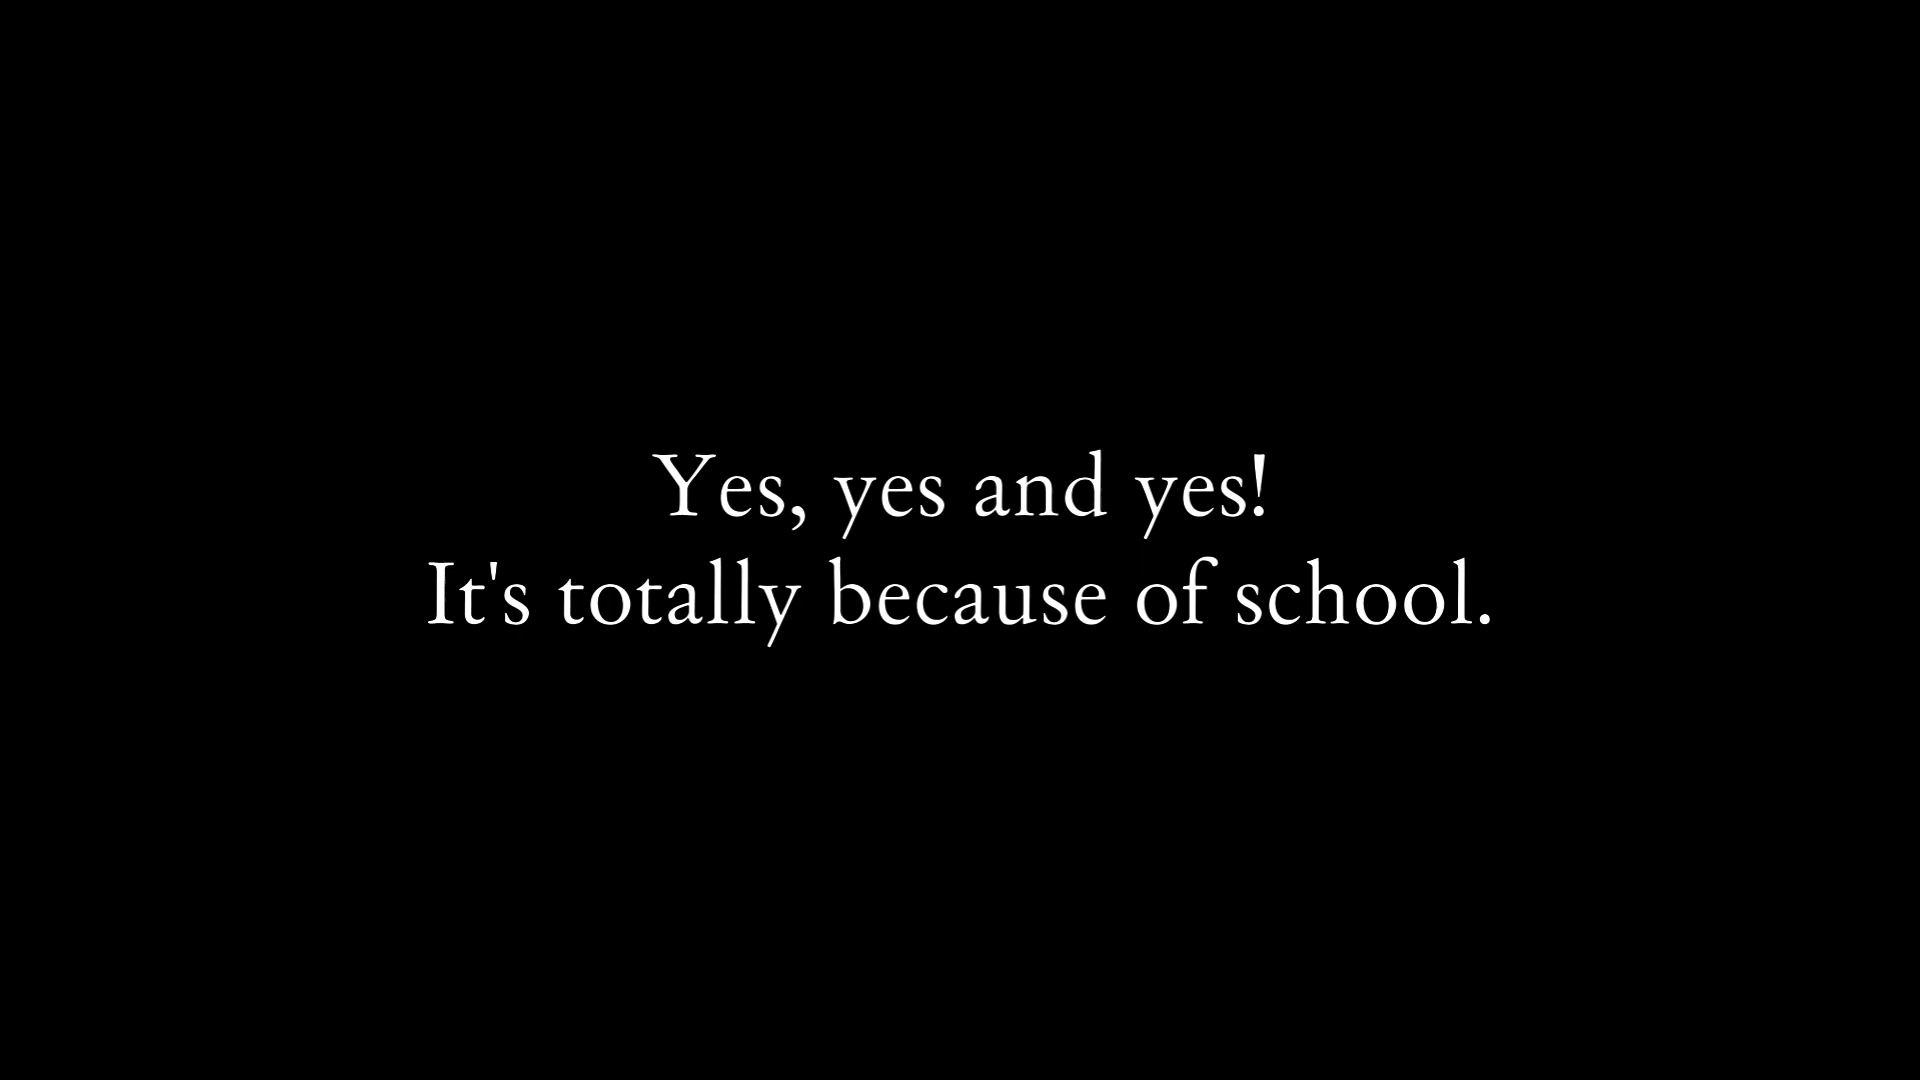 Yes, yes and yes!
It's totally because of school.